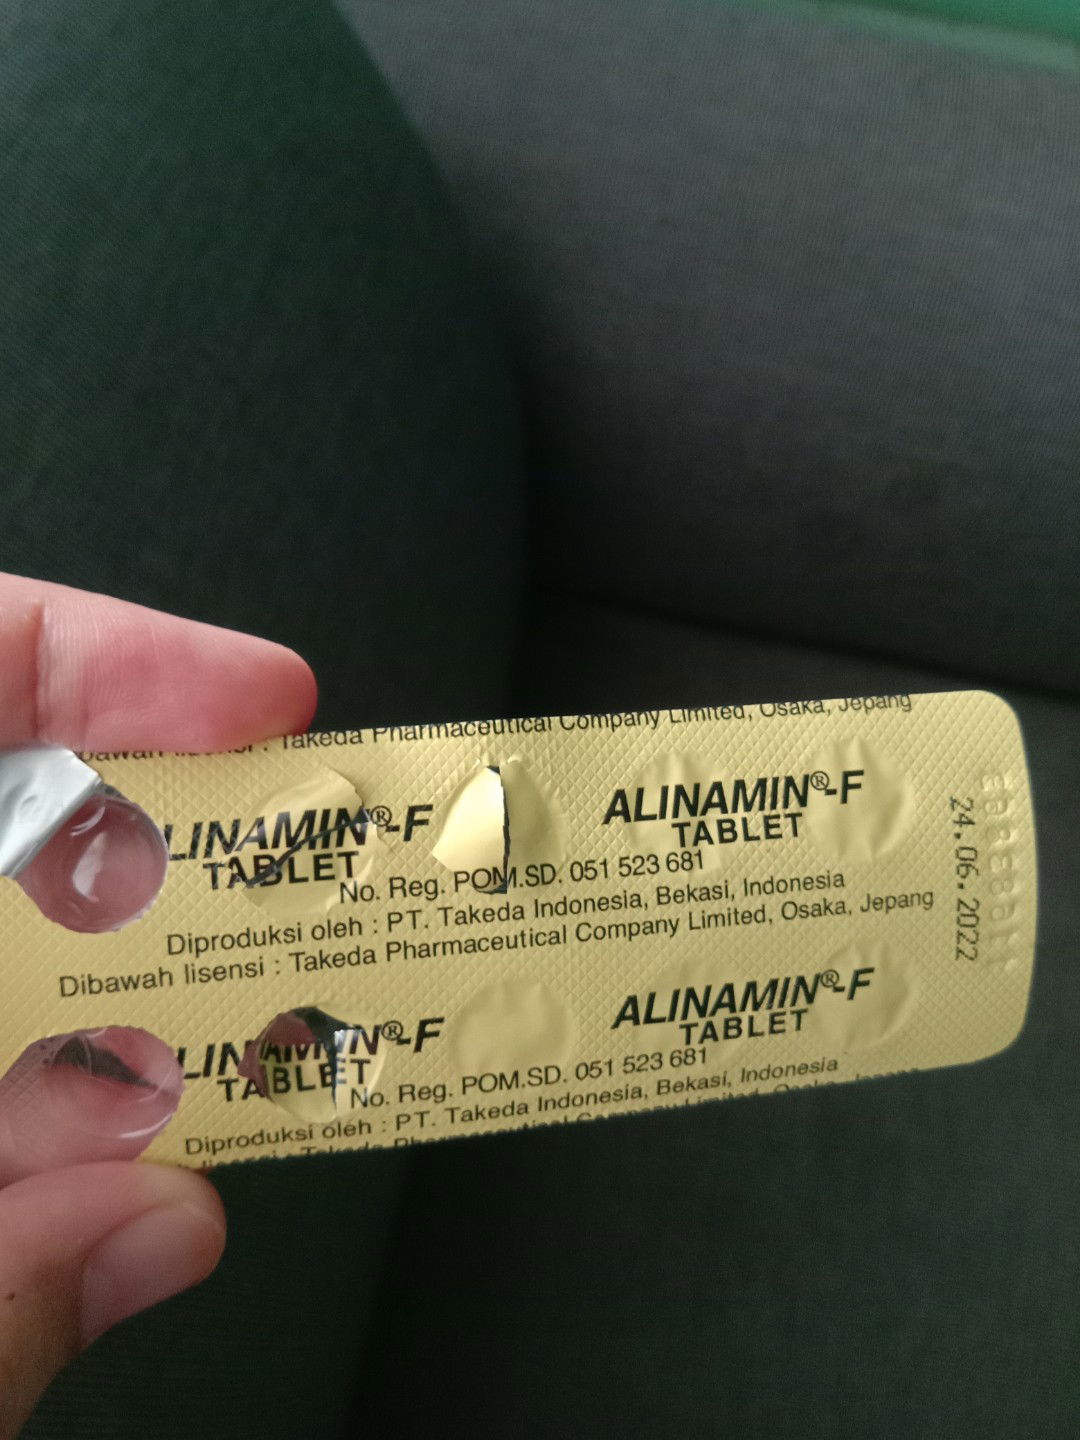 Takeda Pharmaceutical Company Limited, Osaka, Jepang
LINAMIN®-F
TABLET
ALINAMIN®-F
TABLET
No. Reg. POM.SD. 051 523 681
Diproduksi oleh : PT. Takeda Indonesia, Bekasi, Indonesia
Dibawah lisensi : Takeda Pharmaceutical Company Limited, Osaka, Jepang
LINAMIN®-F
TABLET
ALINAMIN®-F
TABLET
No. Reg. POM.SD. 051 523 681
Diproduksi oleh : PT. Takeda Indonesia, Bekasi, Indonesia
24.06.2022